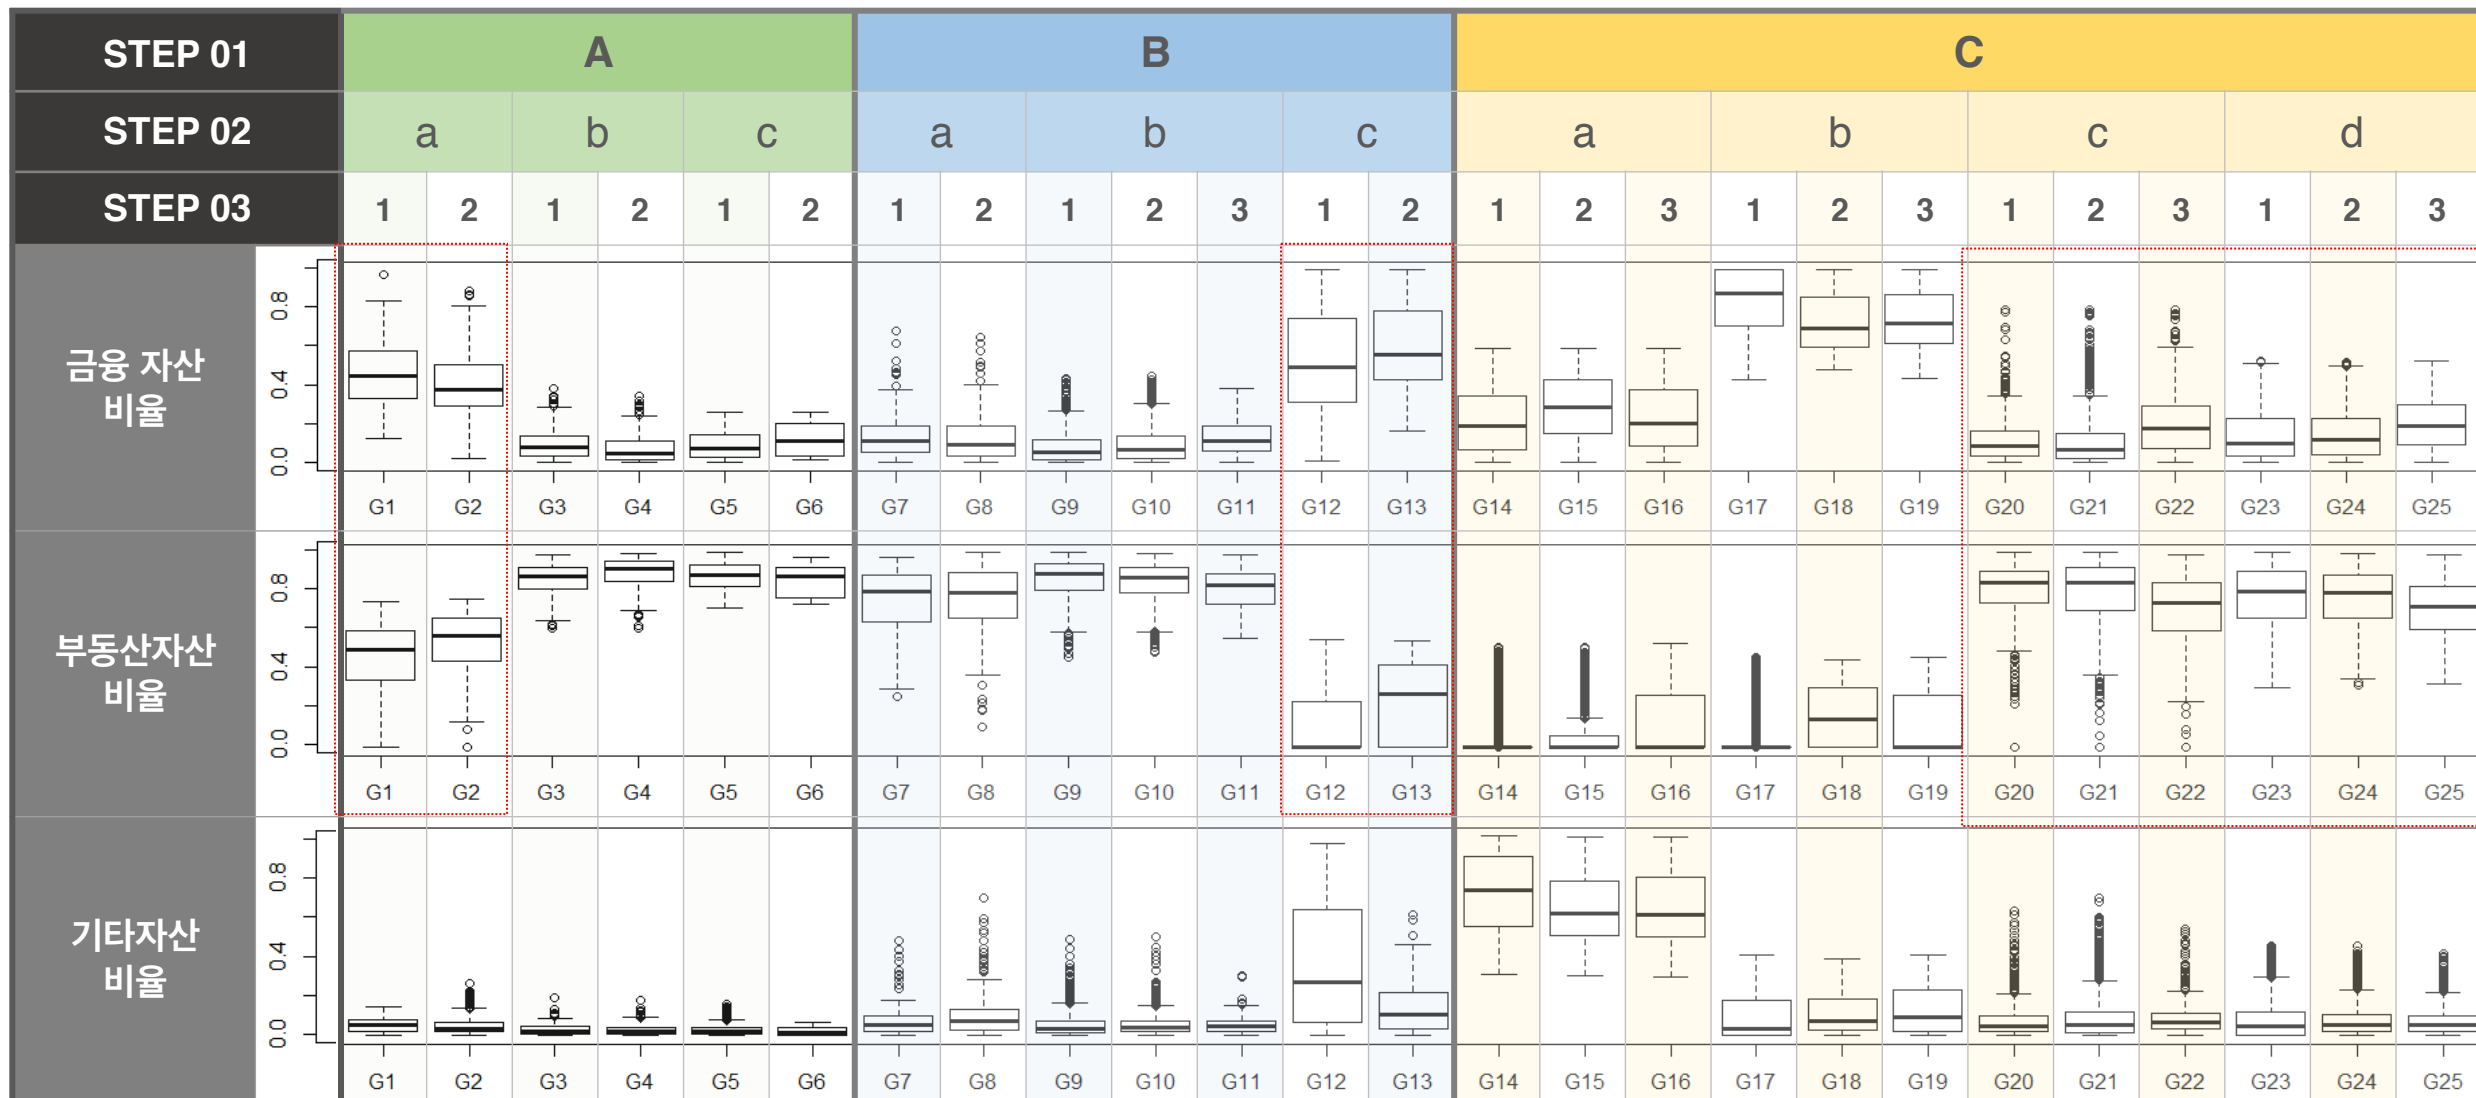 STEP 01 A B C
STEP 02 a b c a b c a b c d
STEP 03 1 2 1 2 1 2 1 2 1 2 3 1 2 1 2 3 1 2 3 1 2 3 1 2 3
금융 자산
비율
0.8
0.4
0.0
G1 G2 G3 G4 G5 G6 G7 G8 G9 G10 G11 G12 G13 G14 G15 G16 G17 G18 G19 G20 G21 G22 G23 G24 G25
부동산자산
비율
0.8
0.4
0.0
G1 G2 G3 G4 G5 G6 G7 G8 G9 G10 G11 G12 G13 G14 G15 G16 G17 G18 G19 G20 G21 G22 G23 G24 G25
기타자산
비율
0.8
0.4
0.0
G1 G2 G3 G4 G5 G6 G7 G8 G9 G10 G11 G12 G13 G14 G15 G16 G17 G18 G19 G20 G21 G22 G23 G24 G25